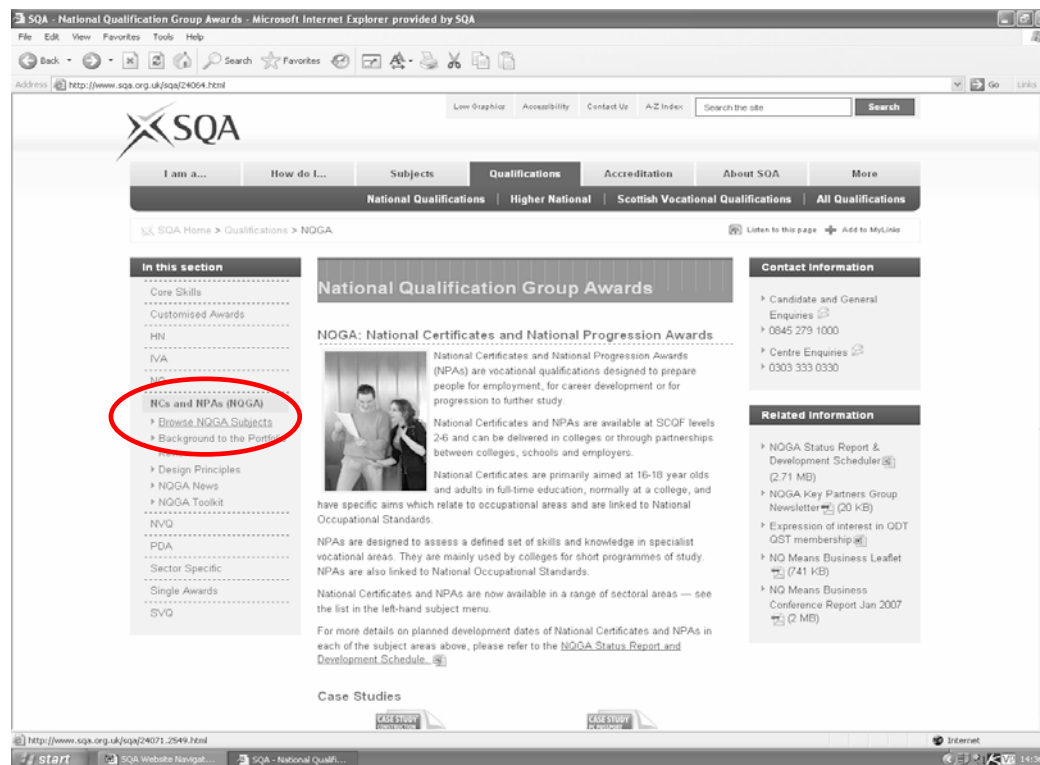 SQA - National Qualification Group Awards - Microsoft Internet Explorer provided by SQA
File Edit View Favorites Tools Help
Back Search Favorites
Address http://www.sqa.org.uk/sqa/24064.html Go Links
Low Graphics Accessibility Contact Us A-Z Index Search the site Search
SQA
I am a... How do I... Subjects Qualifications Accreditation About SQA More
National Qualifications | Higher National | Scottish Vocational Qualifications | All Qualifications
SQA Home > Qualifications > NQGA
Listen to this page Add to MyLinks
In this section
Core Skills
Customised Awards
HN
IVA
NQ
NCs and NPAs (NQGA)
Browse NQGA Subjects
Background to the Portfolio
Design Principles
NQGA News
NQGA Toolkit
NVQ
PDA
Sector Specific
Single Awards
SVQ
National Qualification Group Awards
NQGA: National Certificates and National Progression Awards
National Certificates and National Progression Awards
(NPAs) are vocational qualifications designed to prepare
people for employment, for career development or for
progression to further study.
National Certificates and NPAs are available at SCQF levels
2-6 and can be delivered in colleges or through partnerships
between colleges, schools and employers.
National Certificates are primarily aimed at 16-18 year olds
and adults in full-time education, normally at a college, and
have specific aims which relate to occupational areas and are linked to National
Occupational Standards.
NPAs are designed to assess a defined set of skills and knowledge in specialist
vocational areas. They are mainly used by colleges for short programmes of study.
NPAs are also linked to National Occupational Standards.
National Certificates and NPAs are now available in a range of sectoral areas — see
the list in the left-hand subject menu.
For more details on planned development dates of National Certificates and NPAs in
each of the subject areas above, please refer to the NQGA Status Report and
Development Schedule.
Case Studies
CASE STUDY
CONSTRUCTION
CASE STUDY
PC PASSPORT
Contact Information
Candidate and General
Enquiries
0845 279 1000
Centre Enquiries
0303 333 0330
Related Information
NQGA Status Report &
Development Scheduler
(2.71 MB)
NQGA Key Partners Group
Newsletter (20 KB)
Expression of interest in QDT
QST membership
NQ Means Business Leaflet
(741 KB)
NQ Means Business
Conference Report Jan 2007
(2 MB)
http://www.sqa.org.uk/sqa/24071.2549.html Internet
start SQA Website Navigat... SQA - National Qualifi...